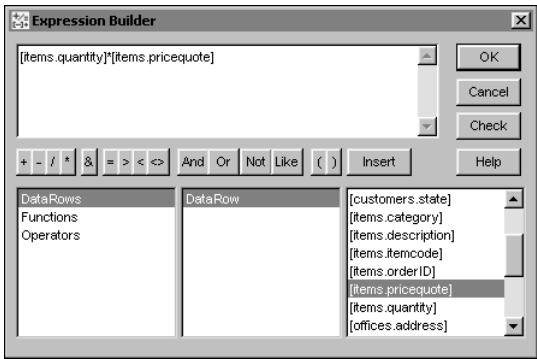 Expression Builder
[items.quantity]*[items.pricequote]
OK
Cancel
Check
+ - / * & = > < <> And Or Not Like ( ) Insert Help
DataRows
Functions
Operators
DataRow
[customers.state]
[items.category]
[items.description]
[items.itemcode]
[items.orderID]
[items.pricequote]
[items.quantity]
[offices.address]